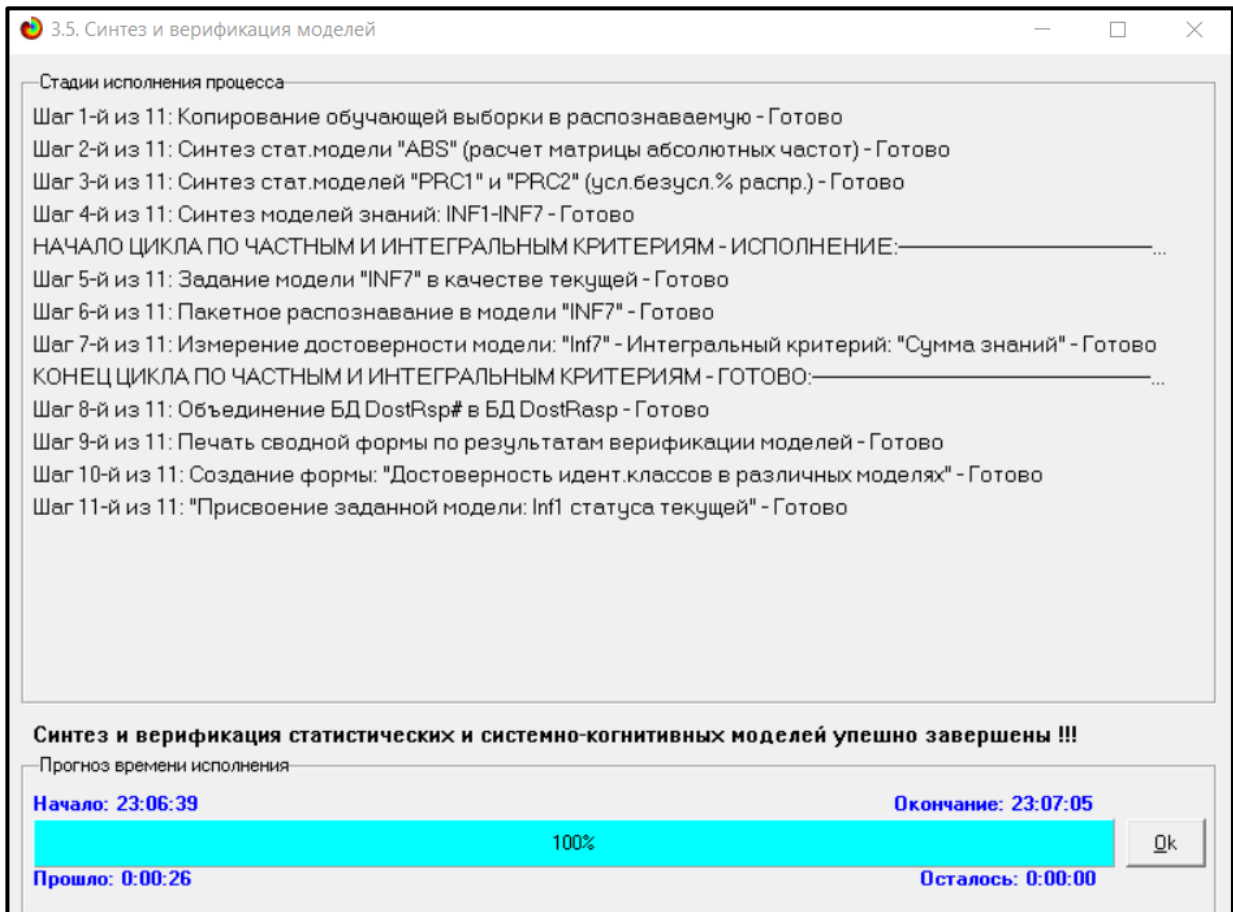 3.5. Синтез и верификация моделей
Стадии исполнения процесса
Шаг 1-й из 11: Копирование обучающей выборки в распознаваемую - Готово
Шаг 2-й из 11: Синтез стат.модели "ABS" (расчет матрицы абсолютных частот) - Готово
Шаг 3-й из 11: Синтез стат.моделей "PRC1" и "PRC2" (усл.безусл.% распр.) - Готово
Шаг 4-й из 11: Синтез моделей знаний: INF1-INF7 - Готово
НАЧАЛО ЦИКЛА ПО ЧАСТНЫМ И ИНТЕГРАЛЬНЫМ КРИТЕРИЯМ - ИСПОЛНЕНИЕ:—————————...
Шаг 5-й из 11: Задание модели "INF7" в качестве текущей - Готово
Шаг 6-й из 11: Пакетное распознавание в модели "INF7" - Готово
Шаг 7-й из 11: Измерение достоверности модели: "Inf7" - Интегральный критерий: "Сумма знаний" - Готово
КОНЕЦ ЦИКЛА ПО ЧАСТНЫМ И ИНТЕГРАЛЬНЫМ КРИТЕРИЯМ - ГОТОВО:————————————...
Шаг 8-й из 11: Объединение БД DostRsp# в БД DostRasp - Готово
Шаг 9-й из 11: Печать сводной формы по результатам верификации моделей - Готово
Шаг 10-й из 11: Создание формы: "Достоверность идент.классов в различных моделях" - Готово
Шаг 11-й из 11: "Присвоение заданной модели: Inf1 статуса текущей" - Готово
Синтез и верификация статистических и системно-когнитивных моделей упешно завершены !!!
Прогноз времени исполнения
Начало: 23:06:39 Окончание: 23:07:05
100% Ok
Прошло: 0:00:26 Осталось: 0:00:00